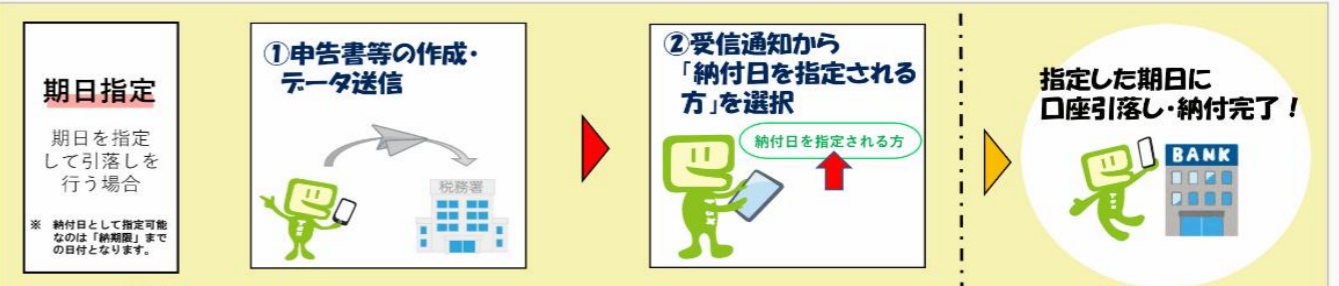 期日指定
期日を指定
して引落しを
行う場合
※ 納付日として指定可能
なのは「納期限」まで
の日付となります。
①申告書等の作成・
データ送信
税務署
②受信通知から
「納付日を指定される
方」を選択
納付日を指定される方
指定した期日に
口座引落し・納付完了！
BANK